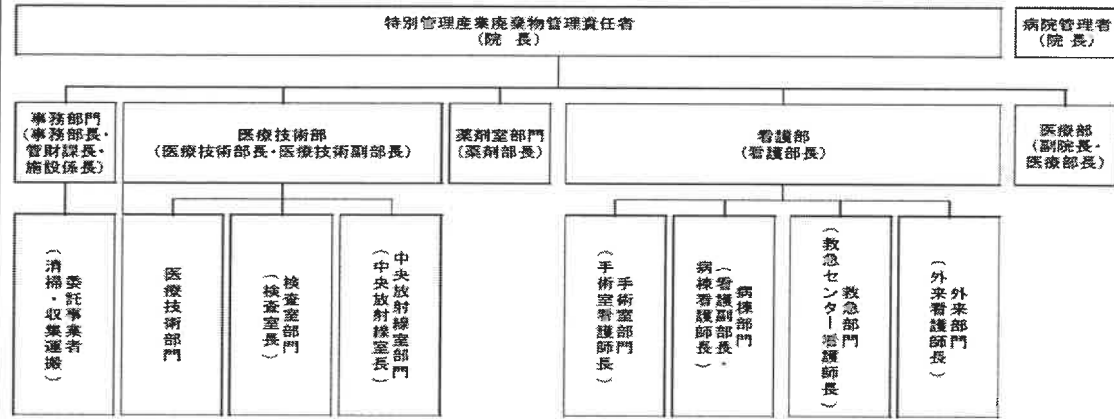 特別管理産業廃棄物管理責任者
(院 長)
病院管理者
(院 長)
事務部門
(事務部長・
管財課長・
施設係長)
医療技術部
(医療技術部長・医療技術副部長)
薬剤室部門
(薬剤部長)
看護部
(看護部長)
医療部
(副院長・
医療部長)
委託事業者
(清掃・収集運搬)
医療技術部門
検査室部門
(検査室長)
中央放射線室部門
(中央放射線室長)
手術室部門
(手術室看護師長)
病棟部門
(看護副部長・
病棟看護師長)
救急部門
(救急センター看護師長)
外来部門
(外来看護師長)